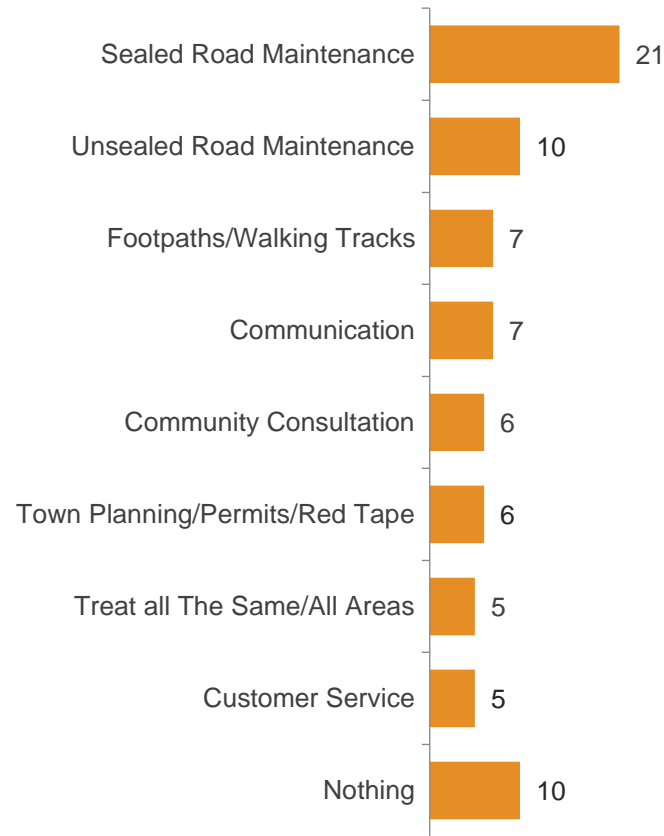 Sealed Road Maintenance 21
Unsealed Road Maintenance 10
Footpaths/Walking Tracks 7
Communication 7
Community Consultation 6
Town Planning/Permits/Red Tape 6
Treat all The Same/All Areas 5
Customer Service 5
Nothing 10